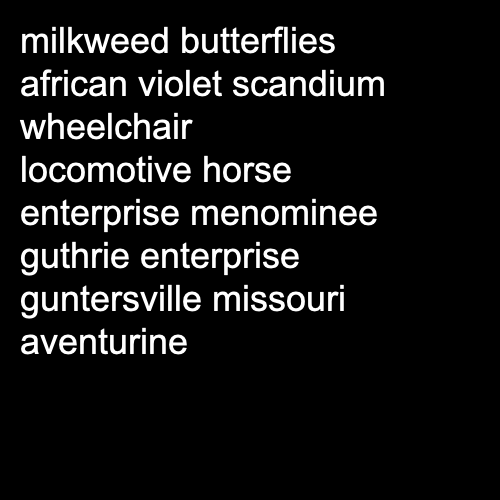 milkweed butterflies
african violet scandium
wheelchair
locomotive horse
enterprise menominee
guthrie enterprise
guntersville missouri
aventurine